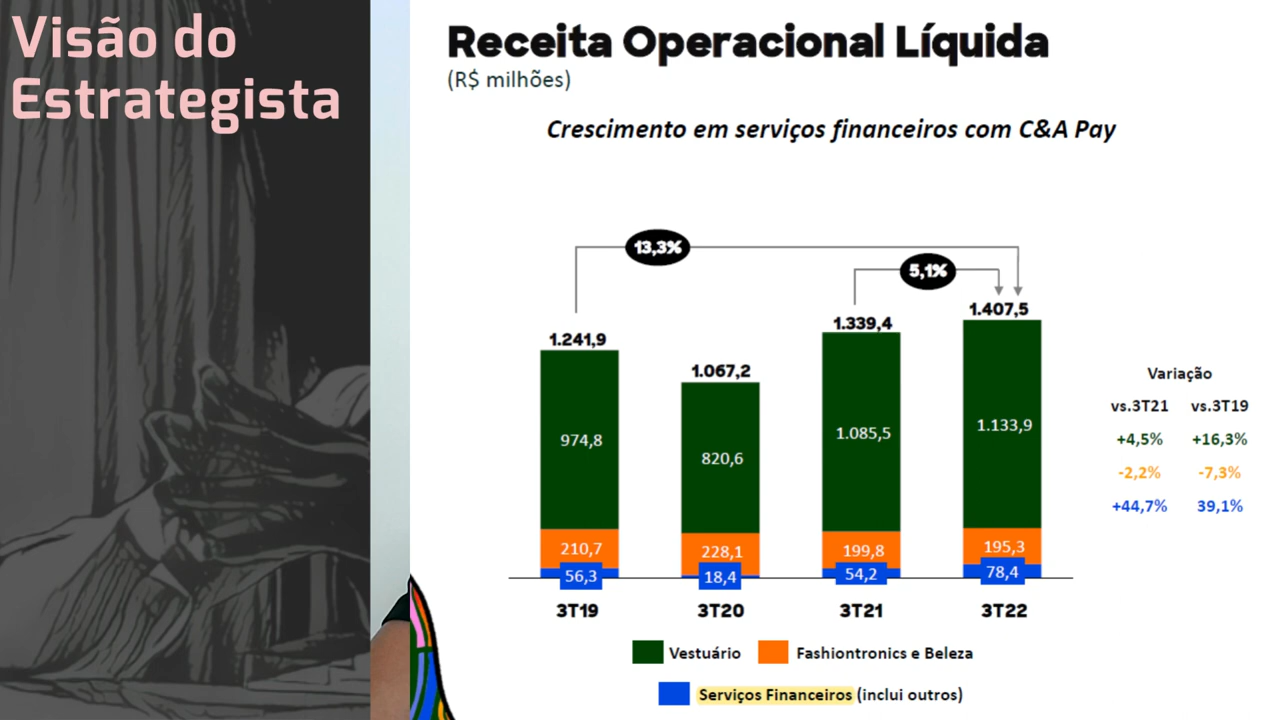 Visão do
Estrategista
Receita Operacional Líquida
(R$ milhões)
Crescimento em serviços financeiros com C&A Pay
13,3%
5,1%
1.241,9
1.067,2
1.339,4
1.407,5
974,8
820,6
1.085,5
1.133,9
210,7
228,1
199,8
195,3
56,3
18,4
54,2
78,4
3T19
3T20
3T21
3T22
Variação
vs.3T21 vs.3T19
+4,5% +16,3%
-2,2% -7,3%
+44,7% 39,1%
Vestuário
Fashiontronics e Beleza
Serviços Financeiros (inclui outros)